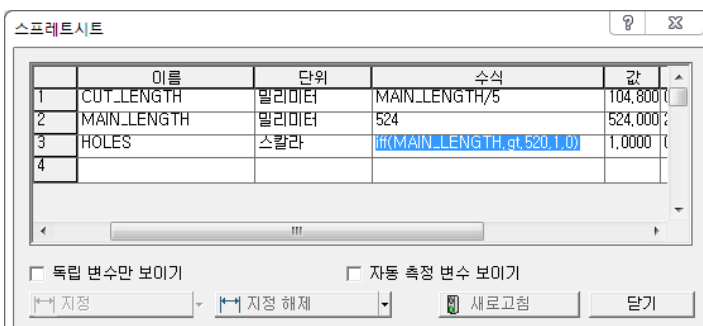 스프레트시트
이름 단위 수식 값
1 CUT_LENGTH 밀리미터 MAIN_LENGTH/5 104,800
2 MAIN_LENGTH 밀리미터 524 524,000
3 HOLES 스칼라 iff(MAIN_LENGTH,gt,520,1,0) 1,0000
4
독립 변수만 보이기 자동 측정 변수 보이기
지정 지정 해제 새로고침 닫기